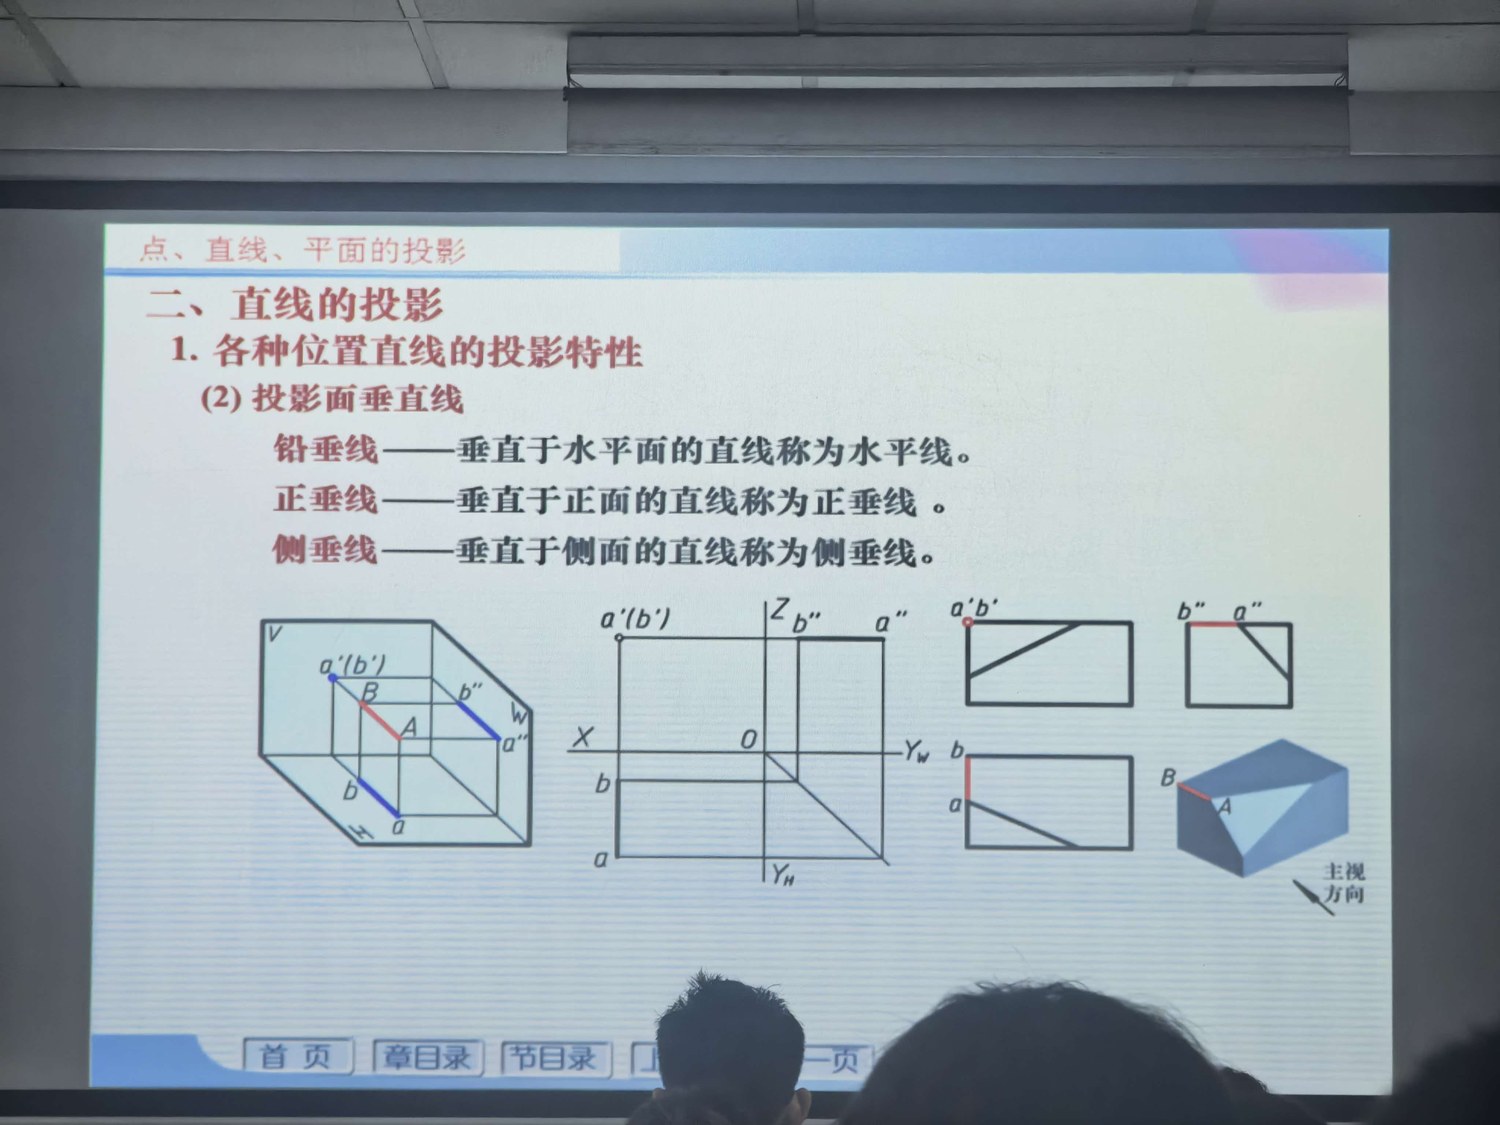 点、直线、平面的投影
二、直线的投影
1. 各种位置直线的投影特性
(2) 投影面垂直线
铅垂线——垂直于水平面的直线称为水平线。
正垂线——垂直于正面的直线称为正垂线。
侧垂线——垂直于侧面的直线称为侧垂线。
V
a'(b')
B
b"
W
A
a"
b
a
H
a'(b')
Z
b"
a"
X
O
Y_W
b
a
Y_H
a'b'
b"
a"
b
a
B
A
主视
方向
首 页
章目录
节目录
一页